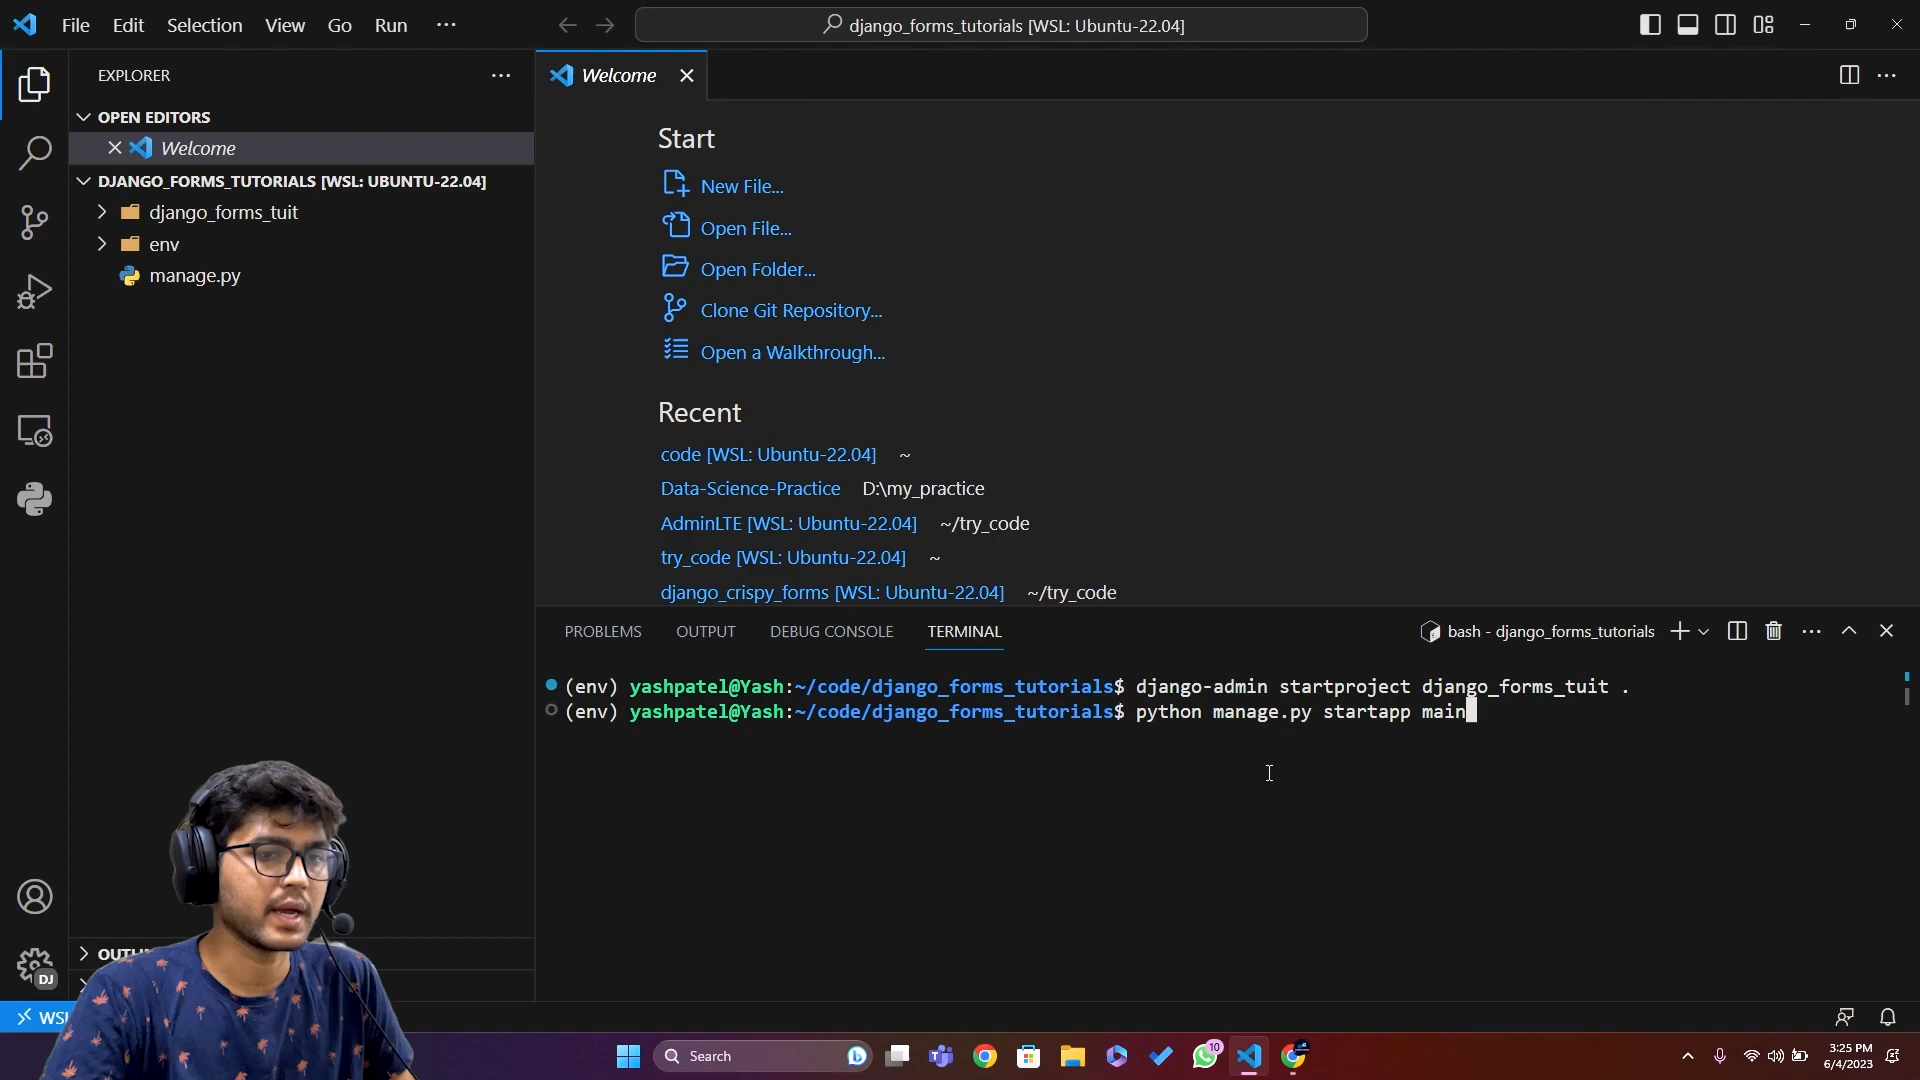 File Edit Selection View Go Run ···
django_forms_tutorials [WSL: Ubuntu-22.04]
EXPLORER
OPEN EDITORS
Welcome
DJANGO_FORMS_TUTORIALS [WSL: UBUNTU-22.04]
django_forms_tuit
env
manage.py
Welcome
Start
New File...
Open File...
Open Folder...
Clone Git Repository...
Open a Walkthrough...
Recent
code [WSL: Ubuntu-22.04] ~
Data-Science-Practice D:\my_practice
AdminLTE [WSL: Ubuntu-22.04] ~/try_code
try_code [WSL: Ubuntu-22.04] ~
django_crispy_forms [WSL: Ubuntu-22.04] ~/try_code
PROBLEMS OUTPUT DEBUG CONSOLE TERMINAL
bash - django_forms_tutorials
(env) yashpatel@Yash:~/code/django_forms_tutorials$ django-admin startproject django_forms_tuit .
(env) yashpatel@Yash:~/code/django_forms_tutorials$ python manage.py startapp main
DJ
Search
10
3:25 PM
6/4/2023